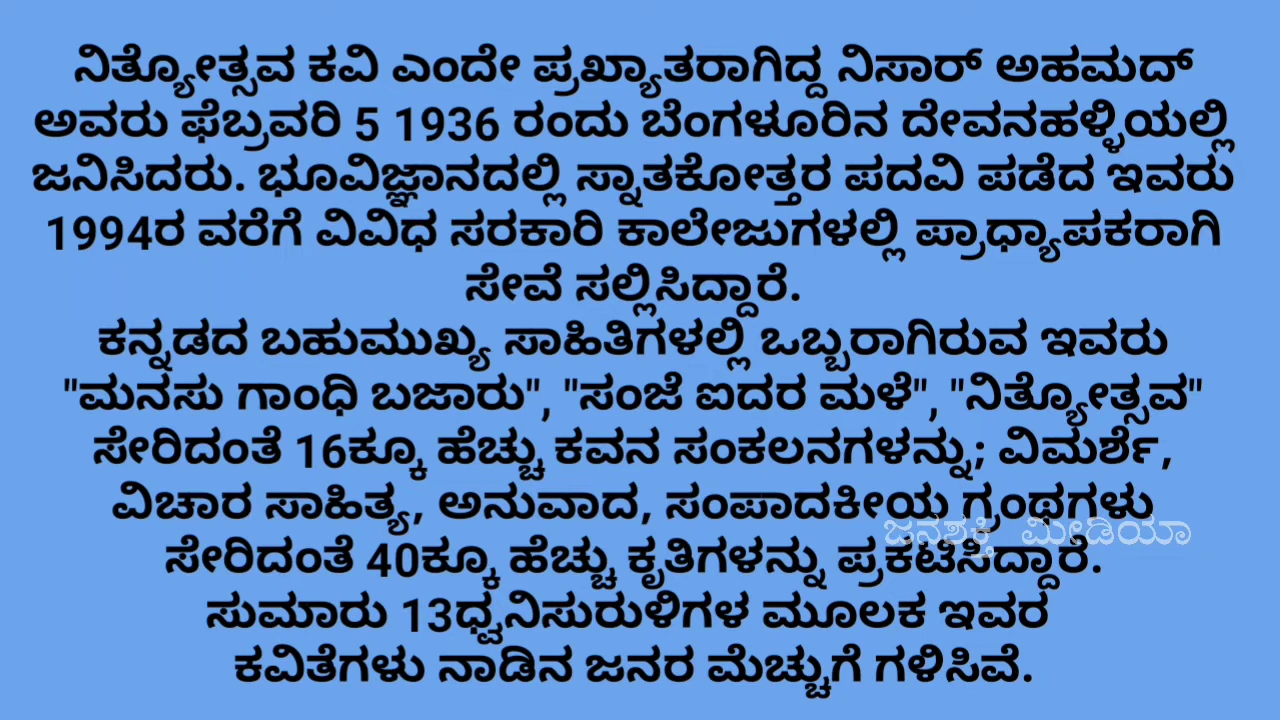 ನಿತ್ಯೋತ್ಸವ ಕವಿ ಎಂದೇ ಪ್ರಖ್ಯಾತರಾಗಿದ್ದ ನಿಸಾರ್ ಅಹಮದ್
ಅವರು ಫೆಬ್ರವರಿ 5 1936 ರಂದು ಬೆಂಗಳೂರಿನ ದೇವನಹಳ್ಳಿಯಲ್ಲಿ
ಜನಿಸಿದರು. ಭೂವಿಜ್ಞಾನದಲ್ಲಿ ಸ್ನಾತಕೋತ್ತರ ಪದವಿ ಪಡೆದ ಇವರು
1994ರ ವರೆಗೆ ವಿವಿಧ ಸರಕಾರಿ ಕಾಲೇಜುಗಳಲ್ಲಿ ಪ್ರಾಧ್ಯಾಪಕರಾಗಿ
ಸೇವೆ ಸಲ್ಲಿಸಿದ್ದಾರೆ.
ಕನ್ನಡದ ಬಹುಮುಖ್ಯ ಸಾಹಿತಿಗಳಲ್ಲಿ ಒಬ್ಬರಾಗಿರುವ ಇವರು
"ಮನಸು ಗಾಂಧಿ ಬಜಾರು", "ಸಂಜೆ ಐದರ ಮಳೆ", "ನಿತ್ಯೋತ್ಸವ"
ಸೇರಿದಂತೆ 16ಕ್ಕೂ ಹೆಚ್ಚು ಕವನ ಸಂಕಲನಗಳನ್ನು; ವಿಮರ್ಶೆ,
ವಿಚಾರ ಸಾಹಿತ್ಯ, ಅನುವಾದ, ಸಂಪಾದಕೀಯ ಗ್ರಂಥಗಳು
ಜನಶಕ್ತಿ ಮೀಡಿಯಾ
ಸೇರಿದಂತೆ 40ಕ್ಕೂ ಹೆಚ್ಚು ಕೃತಿಗಳನ್ನು ಪ್ರಕಟಿಸಿದ್ದಾರೆ.
ಸುಮಾರು 13ಧ್ವನಿಸುರುಳಿಗಳ ಮೂಲಕ ಇವರ
ಕವಿತೆಗಳು ನಾಡಿನ ಜನರ ಮೆಚ್ಚುಗೆ ಗಳಿಸಿವೆ.